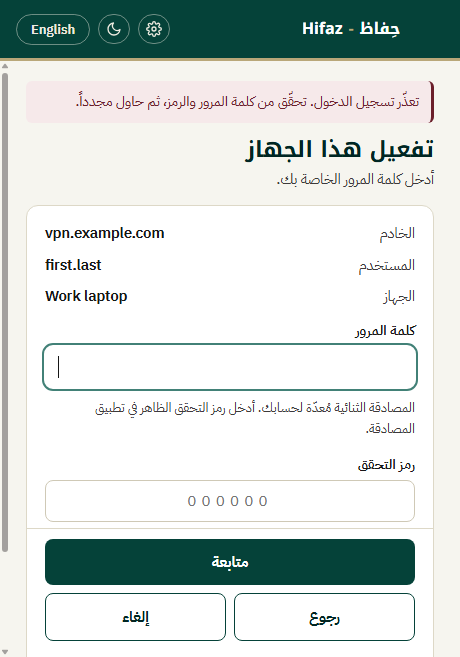 حِفاظ - Hifaz
English
تعذّر تسجيل الدخول. تحقّق من كلمة المرور والرمز، ثم حاول مجدداً.
تفعيل هذا الجهاز
أدخل كلمة المرور الخاصة بك.
الخادم vpn.example.com
المستخدم first.last
الجهاز Work laptop
كلمة المرور
المصادقة الثنائية مُعدّة لحسابك. أدخل رمز التحقق الظاهر في تطبيق
المصادقة.
رمز التحقق
000000
متابعة
رجوع إلغاء